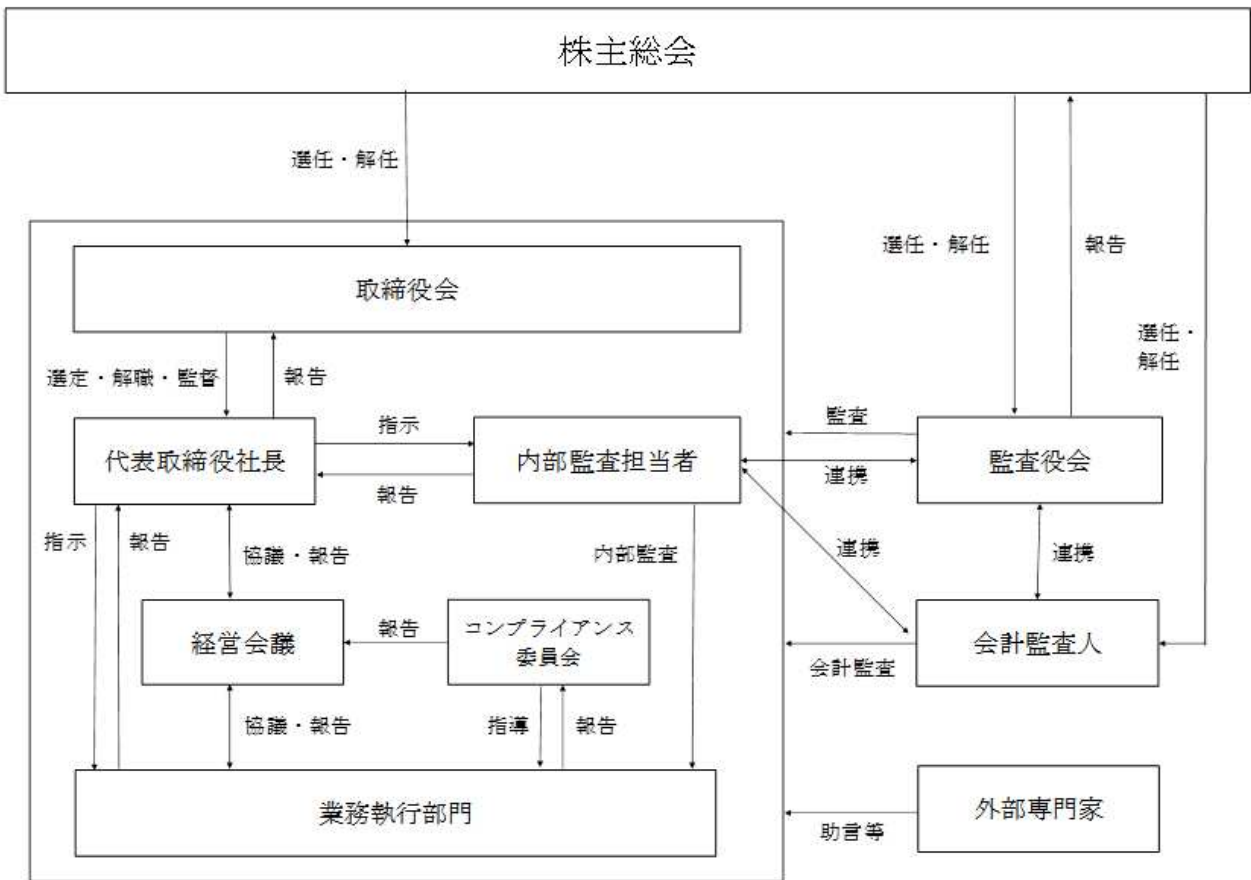 株主総会
選任・解任
選任・解任
報告
選任・
解任
取締役会
選定・解職・監督
報告
代表取締役社長
指示
報告
内部監査担当者
監査
連携
監査役会
指示
報告
協議・報告
内部監査
連携
連携
経営会議
報告
コンプライアンス
委員会
会計監査
会計監査人
協議・報告
指導
報告
業務執行部門
助言等
外部専門家